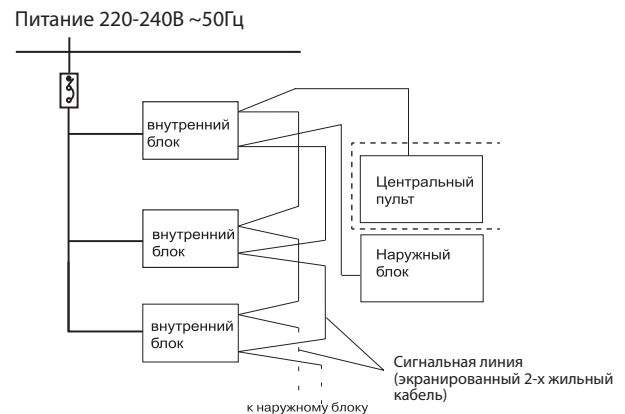 Питание 220-240В ~50Гц
внутренний
блок
Центральный
пульт
внутренний
блок
Наружный
блок
внутренний
блок
Сигнальная линия
(экранированный 2-х жильный
кабель)
к наружному блоку